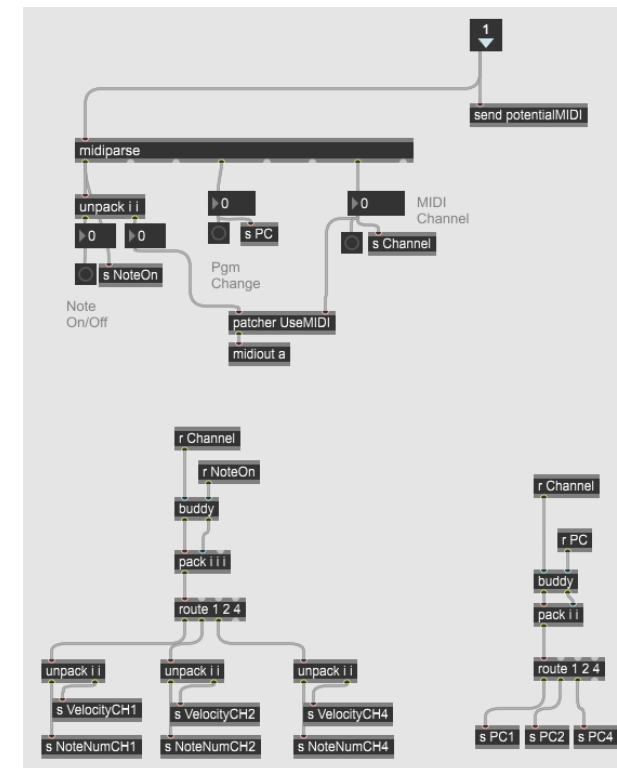 1
send potentialMIDI
midiparse
unpack i i
0
0
MIDI
Channel
0
0
s PC
s Channel
s NoteOn
Pgm
Change
Note
On/Off
patcher UseMIDI
midiout a
r Channel
r NoteOn
buddy
pack i i i
route 1 2 4
unpack i i
unpack i i
unpack i i
s VelocityCH1
s VelocityCH2
s VelocityCH4
s NoteNumCH1
s NoteNumCH2
s NoteNumCH4
r Channel
r PC
buddy
pack i i
route 1 2 4
s PC1
s PC2
s PC4